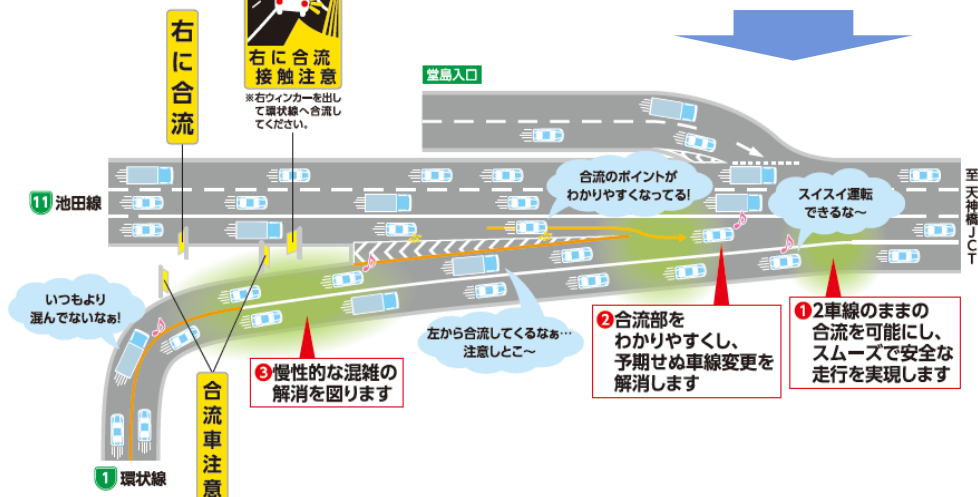 右に合流
右に合流
接触注意
※右ウィンカーを出し
て環状線へ合流し
てください。
堂島入口
11 池田線
合流のポイントが
わかりやすくなってる!
スイスイ運転
できるな〜
至 天神橋JCT
いつもより
混んでないなぁ!
左から合流してくるなぁ…
注意しとこ〜
❶2車線のままの
合流を可能にし、
スムーズで安全な
走行を実現します
❷合流部を
わかりやすくし、
予期せぬ車線変更を
解消します
❸慢性的な混雑の
解消を図ります
合流車注意
1 環状線